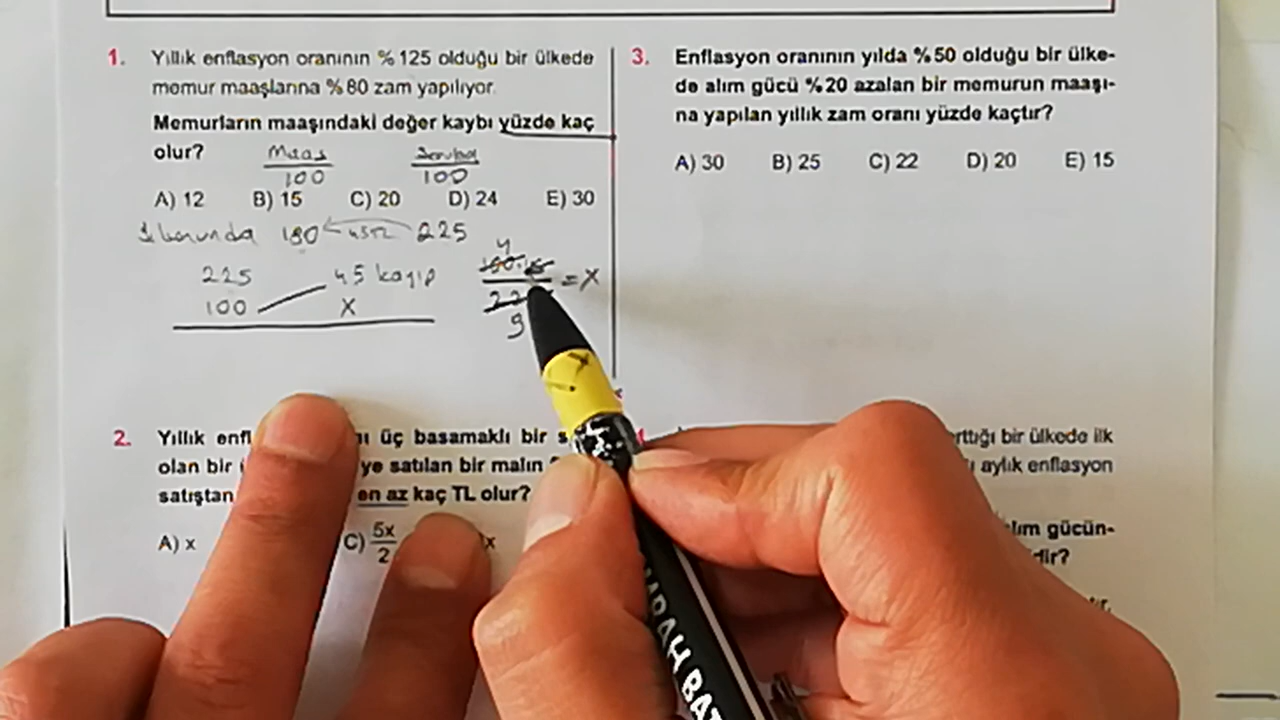 1. Yıllık enflasyon oranının % 125 olduğu bir ülkede
memur maaşlarına % 80 zam yapılıyor.
Memurların maaşındaki değer kaybı yüzde kaç
olur?
Maaş
100
100
A) 12 B) 15 C) 20 D) 24 E) 30
180 225
225 45 kayıp
100 X
4
= X
9
2. Yıllık
üç basamaklı bir
olan bir
ye satılan bir malın
satıştan
en az kaç TL olur?
A) x
C) 5x
2
3. Enflasyon oranının yılda % 50 olduğu bir ülke-
de alım gücü % 20 azalan bir memurun maaşı-
na yapılan yıllık zam oranı yüzde kaçtır?
A) 30 B) 25 C) 22 D) 20 E) 15
bir ülkede ilk
aylık enflasyon
gücün-